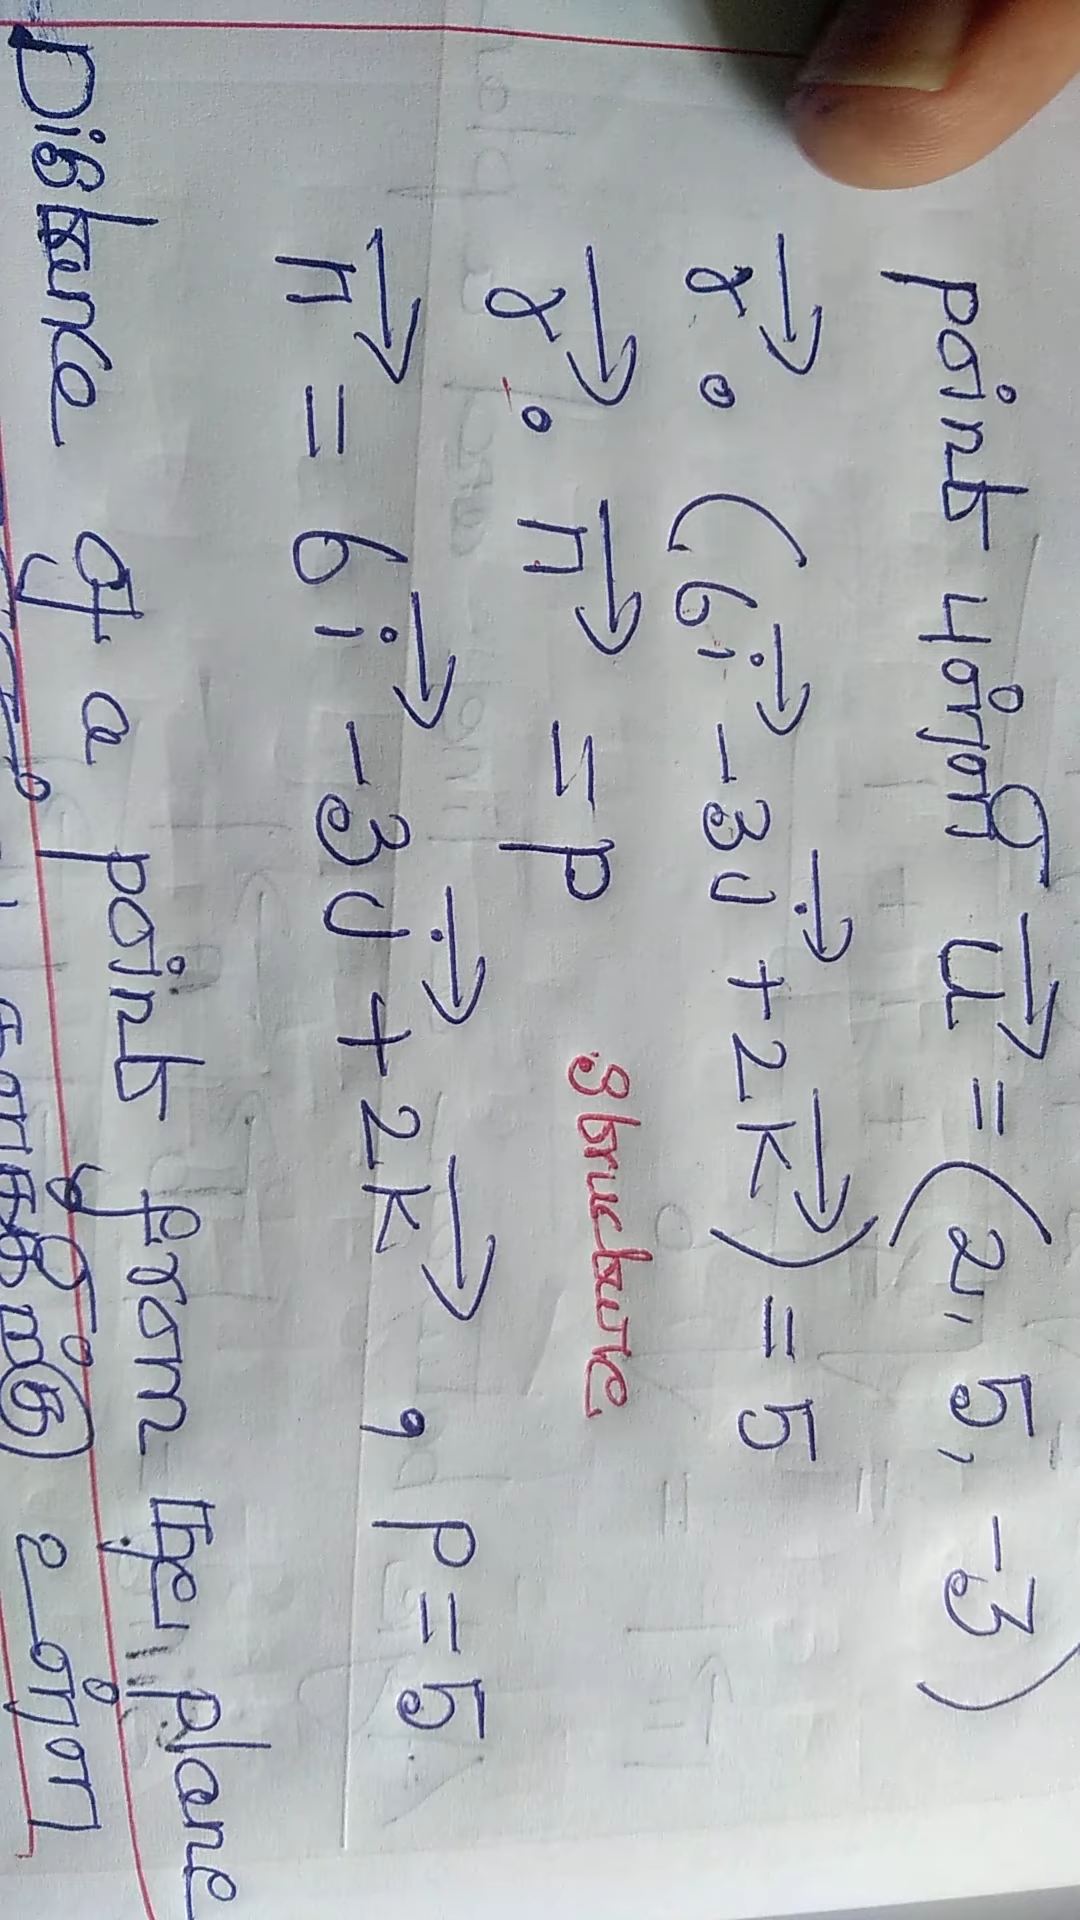 point புள்ளி u⃗ = (2, 5, -3)
r⃗ . (6i⃗ -3j⃗ +2k⃗) = 5
r⃗ . n⃗ = p structure
n⃗ = 6i⃗ -3j⃗ +2k⃗ , p = 5
Distance of a point from the plane